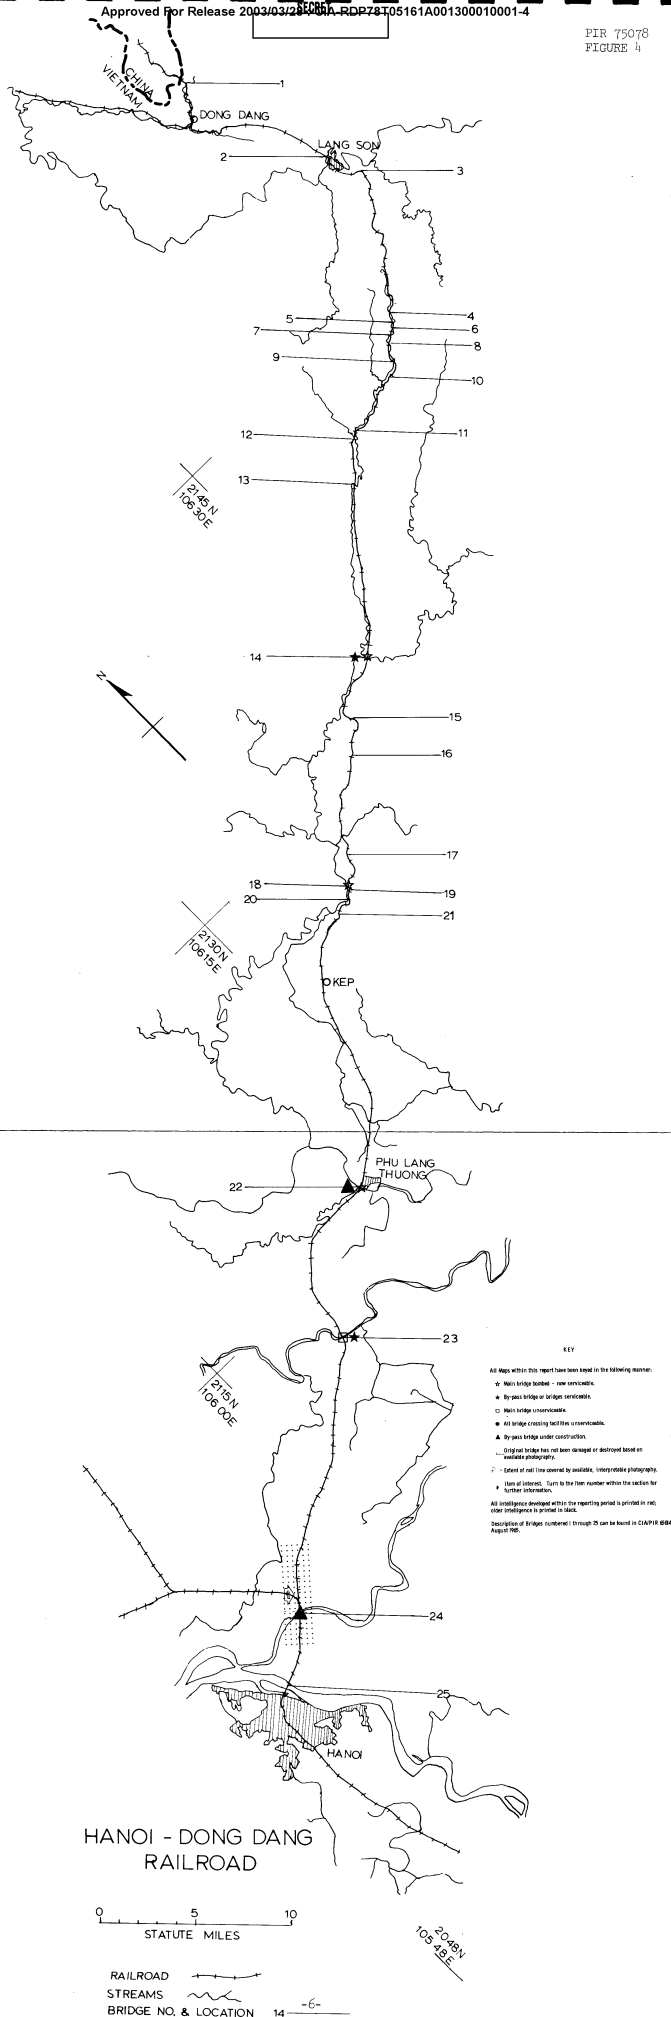 SECRET
Approved For Release 2003/03/28 : CIA-RDP78T05161A001300010001-4
PIR 75078
FIGURE 4
1
CHINA
VIETNAM
DONG DANG
LANG SON
2
3
4
5
6
7
8
9
10
11
12
13
2145 N
106 30 E
14
N
15
16
17
18
19
20
21
2130 N
106 15 E
KEP
PHU LANG
THUONG
22
23
2115 N
106 00 E
KEY
All Maps within this report have been keyed in the following manner:
Main bridge bombed - now serviceable.
By-pass bridge or bridges serviceable.
Main bridge unserviceable.
All bridge crossing facilities unserviceable.
By-pass bridge under construction.
Original bridge has not been damaged or destroyed based on
available photography.
Extent of rail line covered by available, interpretable photography.
Item of interest. Turn to the item number within the section for
further information.
All intelligence developed within the reporting period is printed in red;
older intelligence is printed in black.
Description of Bridges numbered 1 through 25 can be found in CIA/PIR
August 1965.
24
25
HANOI
HANOI - DONG DANG
RAILROAD
0 5 10
STATUTE MILES
2048 N
105 48 E
RAILROAD
STREAMS
BRIDGE NO. & LOCATION 14
-6-